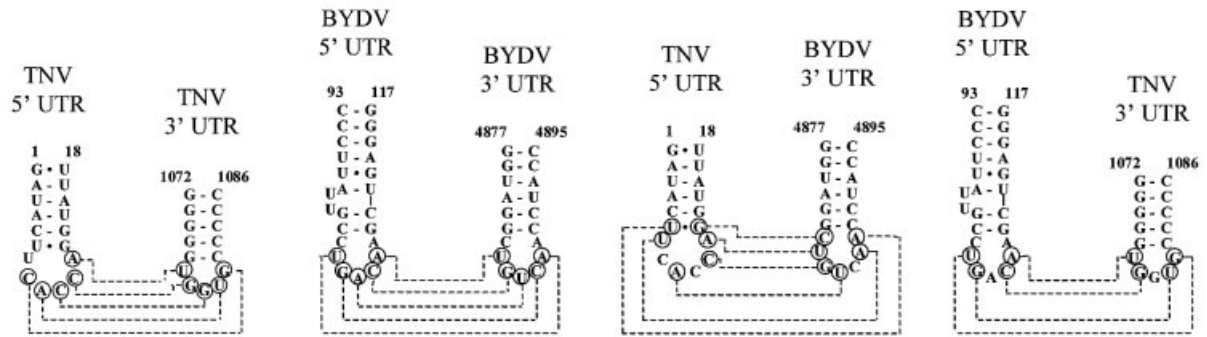 TNV
5' UTR
TNV
3' UTR
1 18
G • U
A - U
U - A
A - U
C - G
U • G
U A
C C
A C
1072 1086
G - C
G - C
G - C
G - C
G - C
U G
G U
G
BYDV
5' UTR
BYDV
3' UTR
93 117
C - G
C - G
C - G
U - A
U • G
U A - U
U
G C
C G
C A
U A
G C
A
4877 4895
G - C
G - C
U - A
A - U
G - C
G - C
C A
U A
G C
U
TNV
5' UTR
BYDV
3' UTR
1 18
G • U
A - U
U - A
A - U
C - G
U • G
U A
C C
A C
4877 4895
G - C
G - C
U - A
A - U
G - C
G - C
C A
U A
G C
U
BYDV
5' UTR
TNV
3' UTR
93 117
C - G
C - G
C - G
U - A
U • G
U A - U
U
G C
C G
C A
U A
G C
A
1072 1086
G - C
G - C
G - C
G - C
G - C
U G
G U
G